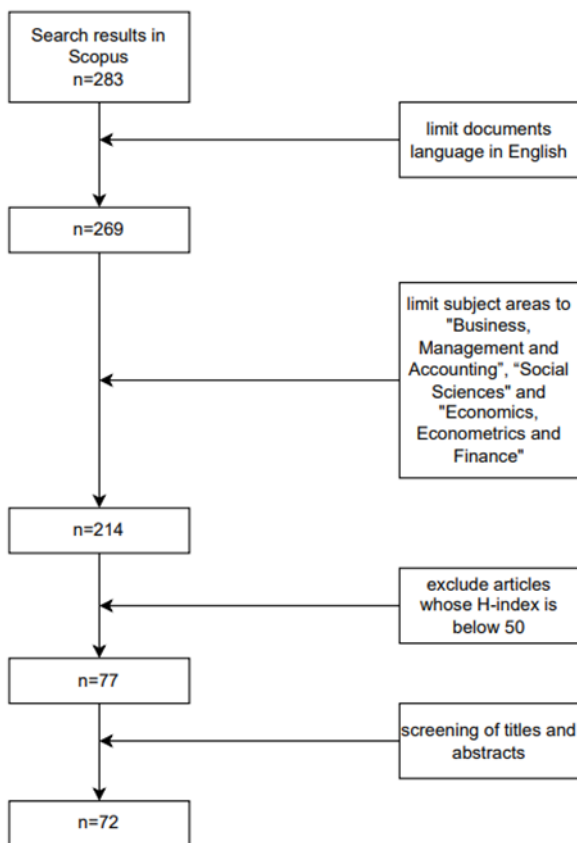 Search results in
Scopus
n=283
limit documents
language in English
n=269
limit subject areas to
"Business,
Management and
Accounting”, “Social
Sciences" and
"Economics,
Econometrics and
Finance"
n=214
exclude articles
whose H-index is
below 50
n=77
screening of titles and
abstracts
n=72